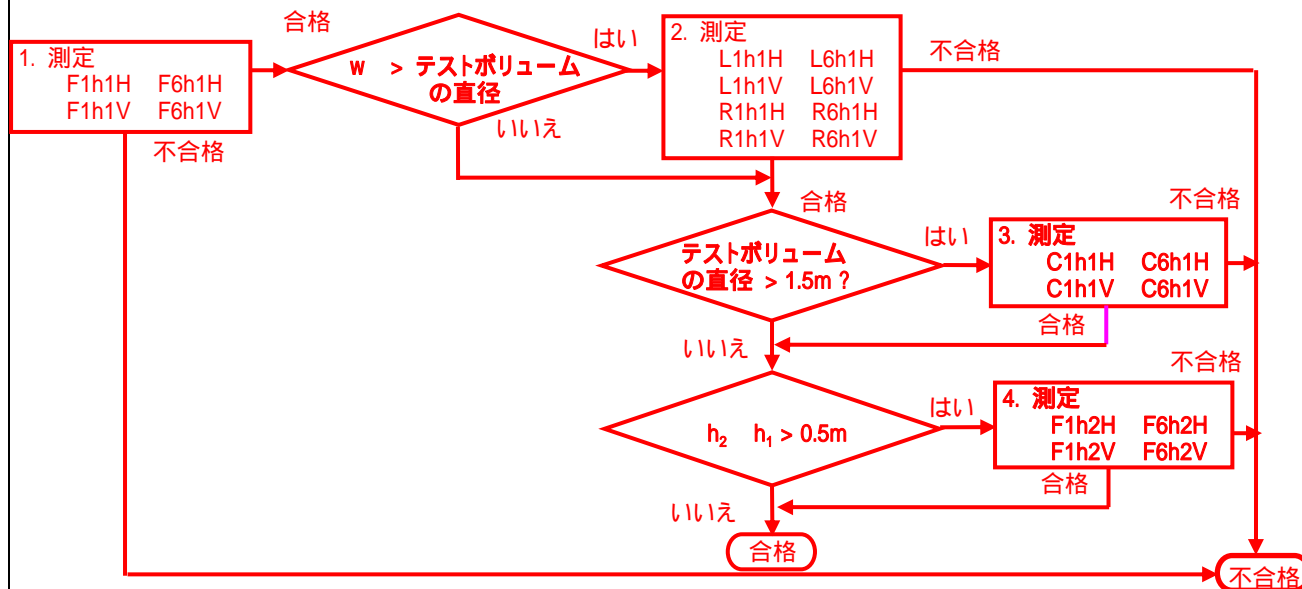 合格
1. 測定
F1h1H F6h1H
F1h1V F6h1V
不合格
w > テストボリューム
の直径
はい
いいえ
2. 測定
L1h1H L6h1H
L1h1V L6h1V
R1h1H R6h1H
R1h1V R6h1V
不合格
合格
テストボリューム
の直径 > 1.5m ?
はい
いいえ
3. 測定
C1h1H C6h1H
C1h1V C6h1V
不合格
合格
h₂ h₁ > 0.5m
はい
いいえ
4. 測定
F1h2H F6h2H
F1h2V F6h2V
不合格
合格
合格
不合格